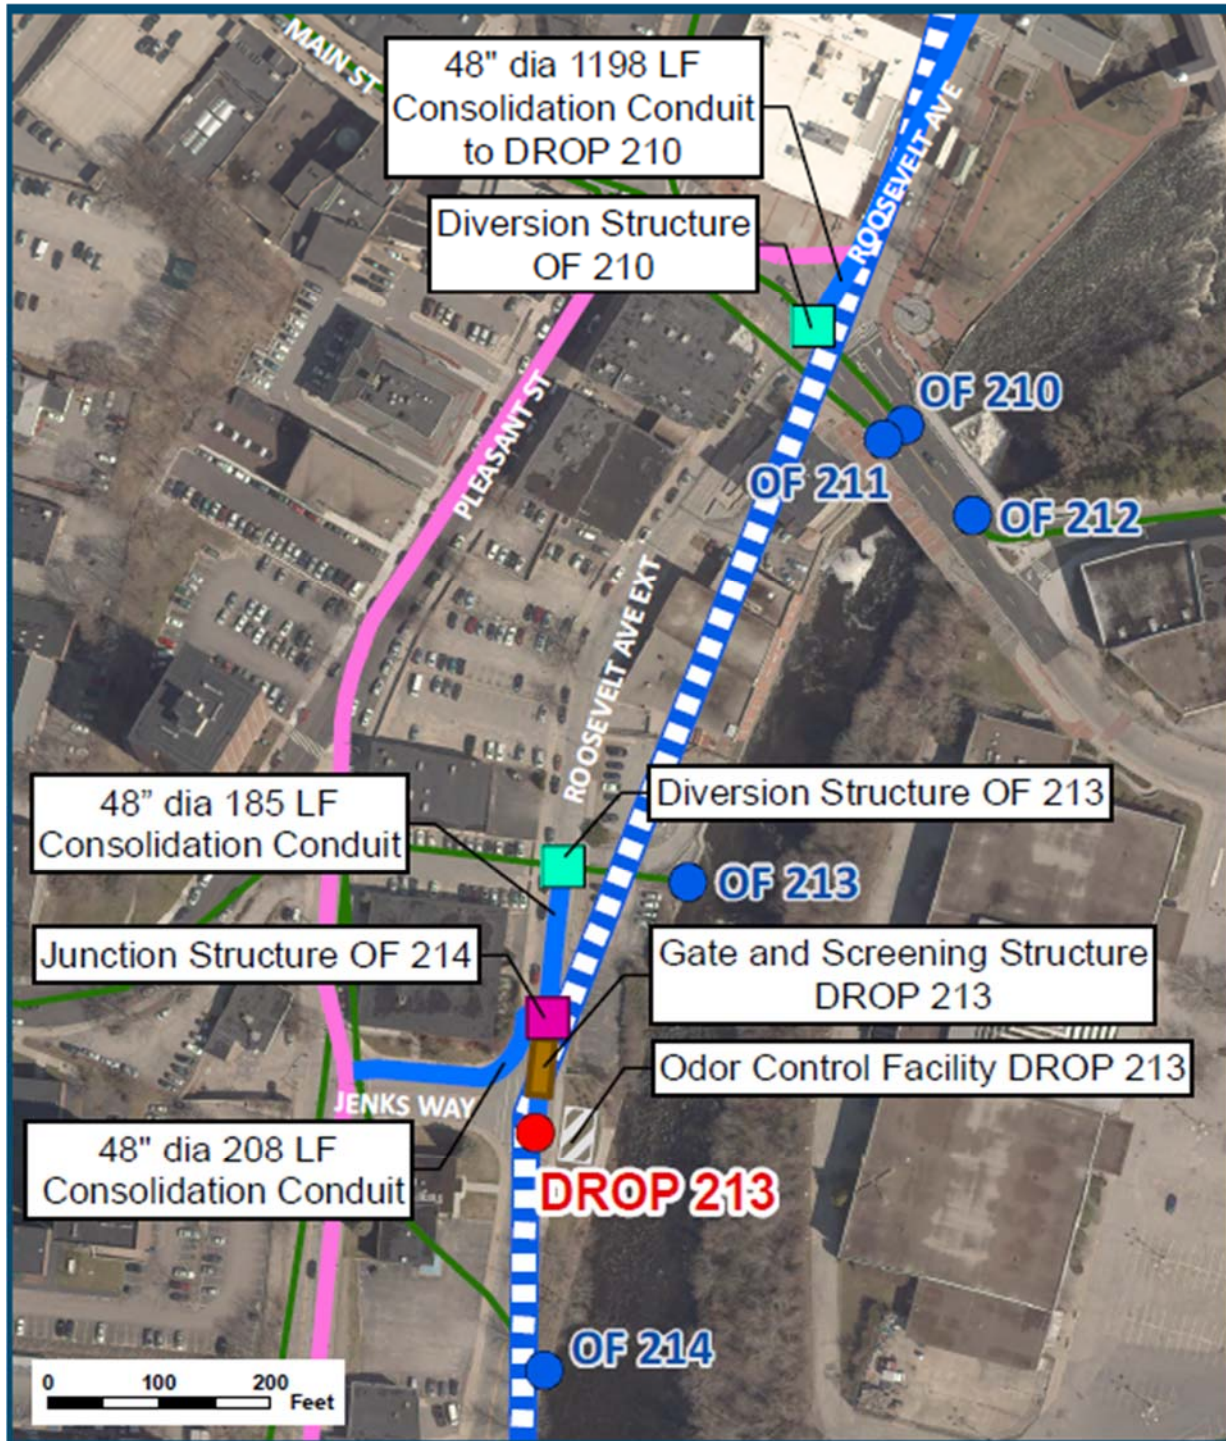 MAIN ST
48" dia 1198 LF
Consolidation Conduit
to DROP 210
ROOSEVELT AVE
Diversion Structure
OF 210
OF 210
PLEASANT ST
OF 211
OF 212
ROOSEVELT AVE EXT
48” dia 185 LF
Consolidation Conduit
Diversion Structure OF 213
OF 213
Junction Structure OF 214
Gate and Screening Structure
DROP 213
Odor Control Facility DROP 213
JENKS WAY
48" dia 208 LF
Consolidation Conduit
DROP 213
OF 214
0 100 200
Feet